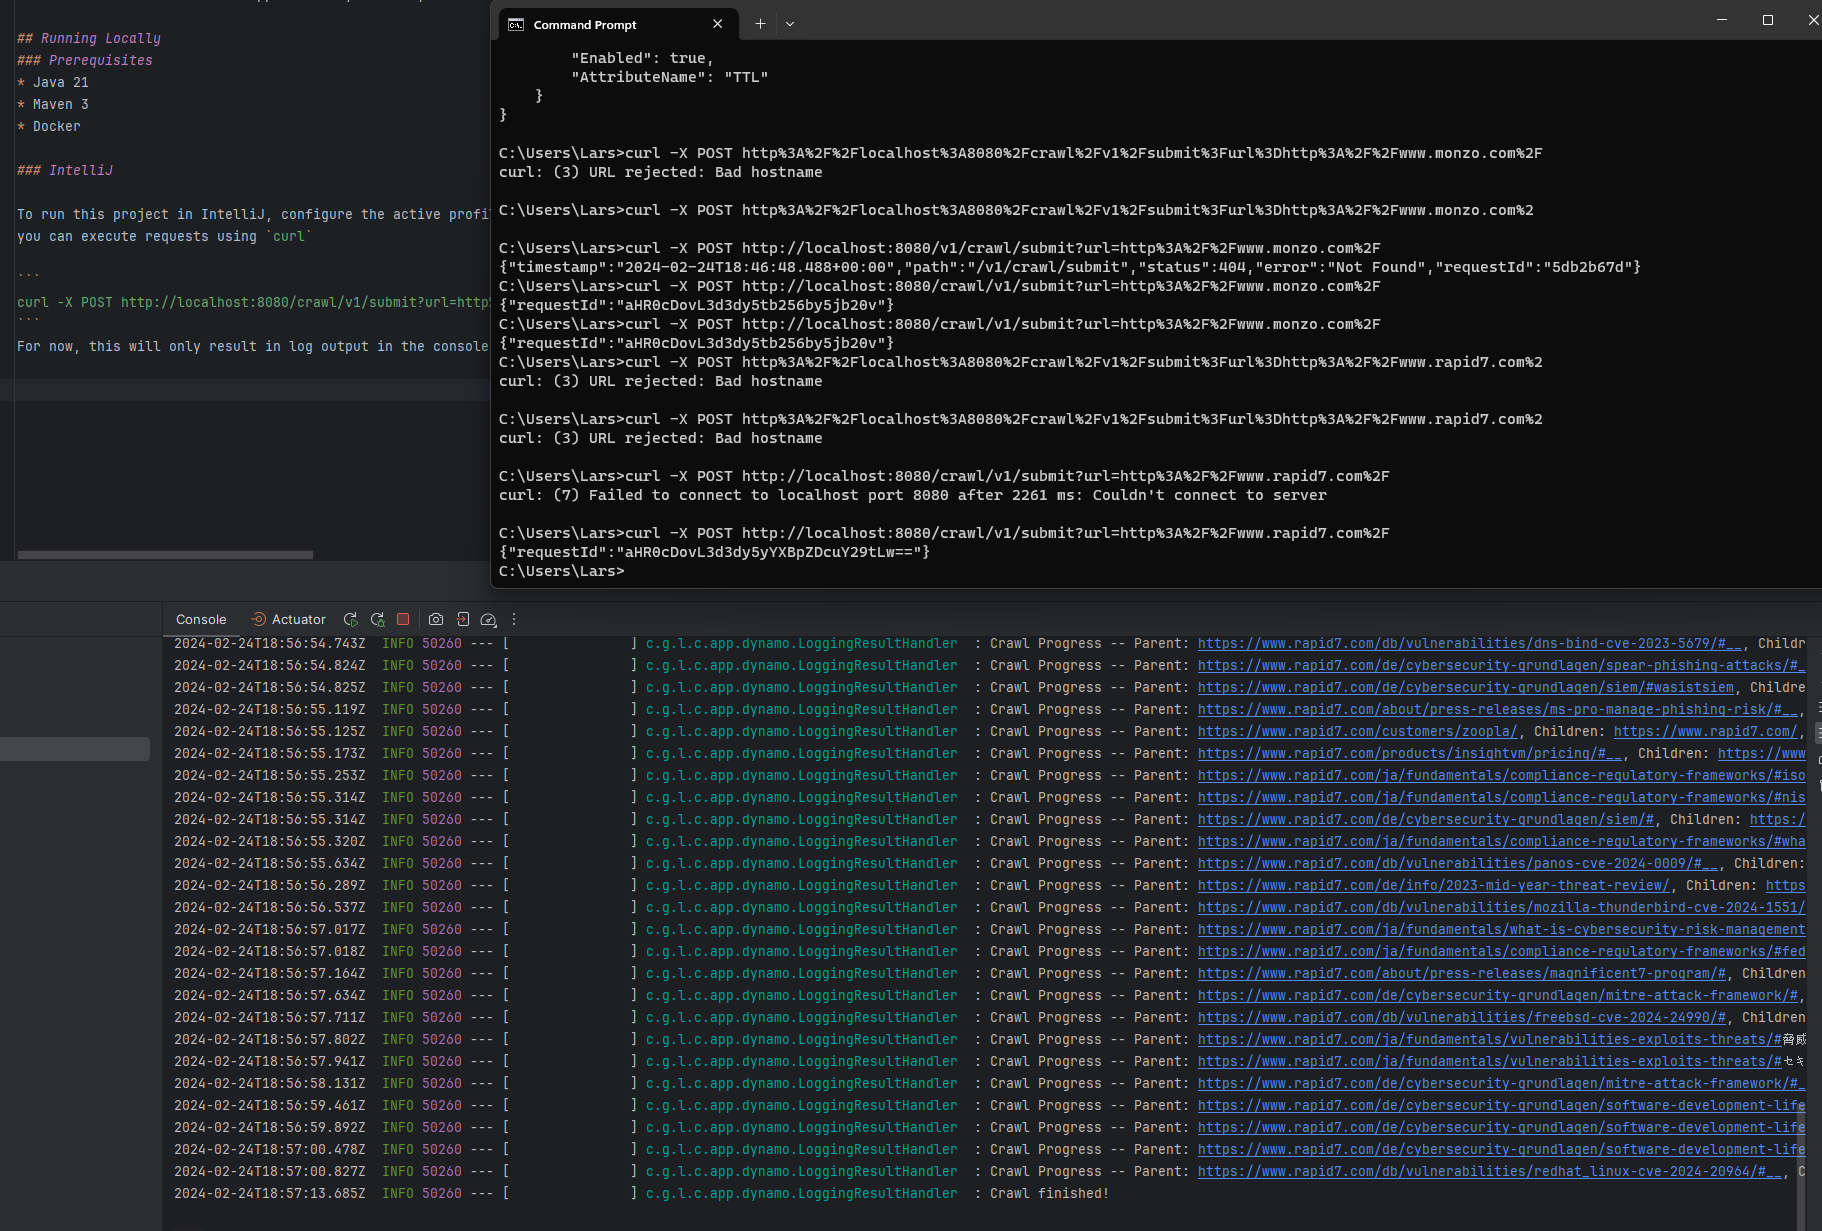 ## Running Locally
### Prerequisites
* Java 21
* Maven 3
* Docker
### IntelliJ
To run this project in IntelliJ, configure the active profi
you can execute requests using `curl`
```
curl -X POST http://localhost:8080/crawl/v1/submit?url=http%
```
For now, this will only result in log output in the console
Command Prompt
"Enabled": true,
"AttributeName": "TTL"
}
}
C:\Users\Lars>curl -X POST http%3A%2F%2Flocalhost%3A8080%2Fcrawl%2Fv1%2Fsubmit%3Furl%3Dhttp%3A%2F%2Fwww.monzo.com%2F
curl: (3) URL rejected: Bad hostname
C:\Users\Lars>curl -X POST http%3A%2F%2Flocalhost%3A8080%2Fcrawl%2Fv1%2Fsubmit%3Furl%3Dhttp%3A%2F%2Fwww.monzo.com%2
C:\Users\Lars>curl -X POST http://localhost:8080/v1/crawl/submit?url=http%3A%2F%2Fwww.monzo.com%2F
{"timestamp":"2024-02-24T18:46:48.488+00:00","path":"/v1/crawl/submit","status":404,"error":"Not Found","requestId":"5db2b67d"}
C:\Users\Lars>curl -X POST http://localhost:8080/crawl/v1/submit?url=http%3A%2F%2Fwww.monzo.com%2F
{"requestId":"aHR0cDovL3d3dy5tb256by5jb20v"}
C:\Users\Lars>curl -X POST http://localhost:8080/crawl/v1/submit?url=http%3A%2F%2Fwww.monzo.com%2F
{"requestId":"aHR0cDovL3d3dy5tb256by5jb20v"}
C:\Users\Lars>curl -X POST http%3A%2F%2Flocalhost%3A8080%2Fcrawl%2Fv1%2Fsubmit%3Furl%3Dhttp%3A%2F%2Fwww.rapid7.com%2
curl: (3) URL rejected: Bad hostname
C:\Users\Lars>curl -X POST http%3A%2F%2Flocalhost%3A8080%2Fcrawl%2Fv1%2Fsubmit%3Furl%3Dhttp%3A%2F%2Fwww.rapid7.com%2
curl: (3) URL rejected: Bad hostname
C:\Users\Lars>curl -X POST http://localhost:8080/crawl/v1/submit?url=http%3A%2F%2Fwww.rapid7.com%2F
curl: (7) Failed to connect to localhost port 8080 after 2261 ms: Couldn't connect to server
C:\Users\Lars>curl -X POST http://localhost:8080/crawl/v1/submit?url=http%3A%2F%2Fwww.rapid7.com%2F
{"requestId":"aHR0cDovL3d3dy5yYXBpZDcuY29tLw=="}
C:\Users\Lars>
Console Actuator
2024-02-24T18:56:54.743Z INFO 50260 --- [ ] c.g.l.c.app.dynamo.LoggingResultHandler : Crawl Progress -- Parent: https://www.rapid7.com/db/vulnerabilities/dns-bind-cve-2023-5679/#__, Childr
2024-02-24T18:56:54.824Z INFO 50260 --- [ ] c.g.l.c.app.dynamo.LoggingResultHandler : Crawl Progress -- Parent: https://www.rapid7.com/de/cybersecurity-grundlagen/spear-phishing-attacks/#_
2024-02-24T18:56:54.825Z INFO 50260 --- [ ] c.g.l.c.app.dynamo.LoggingResultHandler : Crawl Progress -- Parent: https://www.rapid7.com/de/cybersecurity-grundlagen/siem/#wasistsiem, Childre
2024-02-24T18:56:55.119Z INFO 50260 --- [ ] c.g.l.c.app.dynamo.LoggingResultHandler : Crawl Progress -- Parent: https://www.rapid7.com/about/press-releases/ms-pro-manage-phishing-risk/#__,
2024-02-24T18:56:55.125Z INFO 50260 --- [ ] c.g.l.c.app.dynamo.LoggingResultHandler : Crawl Progress -- Parent: https://www.rapid7.com/customers/zoopla/, Children: https://www.rapid7.com/,
2024-02-24T18:56:55.173Z INFO 50260 --- [ ] c.g.l.c.app.dynamo.LoggingResultHandler : Crawl Progress -- Parent: https://www.rapid7.com/products/insightvm/pricing/#__, Children: https://www
2024-02-24T18:56:55.253Z INFO 50260 --- [ ] c.g.l.c.app.dynamo.LoggingResultHandler : Crawl Progress -- Parent: https://www.rapid7.com/ja/fundamentals/compliance-regulatory-frameworks/#iso
2024-02-24T18:56:55.314Z INFO 50260 --- [ ] c.g.l.c.app.dynamo.LoggingResultHandler : Crawl Progress -- Parent: https://www.rapid7.com/ja/fundamentals/compliance-regulatory-frameworks/#nis
2024-02-24T18:56:55.314Z INFO 50260 --- [ ] c.g.l.c.app.dynamo.LoggingResultHandler : Crawl Progress -- Parent: https://www.rapid7.com/de/cybersecurity-grundlagen/siem/#, Children: https:/
2024-02-24T18:56:55.320Z INFO 50260 --- [ ] c.g.l.c.app.dynamo.LoggingResultHandler : Crawl Progress -- Parent: https://www.rapid7.com/ja/fundamentals/compliance-regulatory-frameworks/#wha
2024-02-24T18:56:55.634Z INFO 50260 --- [ ] c.g.l.c.app.dynamo.LoggingResultHandler : Crawl Progress -- Parent: https://www.rapid7.com/db/vulnerabilities/panos-cve-2024-0009/#__, Children:
2024-02-24T18:56:56.289Z INFO 50260 --- [ ] c.g.l.c.app.dynamo.LoggingResultHandler : Crawl Progress -- Parent: https://www.rapid7.com/de/info/2023-mid-year-threat-review/, Children: https
2024-02-24T18:56:56.537Z INFO 50260 --- [ ] c.g.l.c.app.dynamo.LoggingResultHandler : Crawl Progress -- Parent: https://www.rapid7.com/db/vulnerabilities/mozilla-thunderbird-cve-2024-1551/
2024-02-24T18:56:57.017Z INFO 50260 --- [ ] c.g.l.c.app.dynamo.LoggingResultHandler : Crawl Progress -- Parent: https://www.rapid7.com/ja/fundamentals/what-is-cybersecurity-risk-management
2024-02-24T18:56:57.018Z INFO 50260 --- [ ] c.g.l.c.app.dynamo.LoggingResultHandler : Crawl Progress -- Parent: https://www.rapid7.com/ja/fundamentals/compliance-regulatory-frameworks/#fed
2024-02-24T18:56:57.164Z INFO 50260 --- [ ] c.g.l.c.app.dynamo.LoggingResultHandler : Crawl Progress -- Parent: https://www.rapid7.com/about/press-releases/magnificent7-program/#, Children
2024-02-24T18:56:57.634Z INFO 50260 --- [ ] c.g.l.c.app.dynamo.LoggingResultHandler : Crawl Progress -- Parent: https://www.rapid7.com/de/cybersecurity-grundlagen/mitre-attack-framework/#,
2024-02-24T18:56:57.711Z INFO 50260 --- [ ] c.g.l.c.app.dynamo.LoggingResultHandler : Crawl Progress -- Parent: https://www.rapid7.com/db/vulnerabilities/freebsd-cve-2024-24990/#, Children
2024-02-24T18:56:57.802Z INFO 50260 --- [ ] c.g.l.c.app.dynamo.LoggingResultHandler : Crawl Progress -- Parent: https://www.rapid7.com/ja/fundamentals/vulnerabilities-exploits-threats/#脅威
2024-02-24T18:56:57.941Z INFO 50260 --- [ ] c.g.l.c.app.dynamo.LoggingResultHandler : Crawl Progress -- Parent: https://www.rapid7.com/ja/fundamentals/vulnerabilities-exploits-threats/#セキ
2024-02-24T18:56:58.131Z INFO 50260 --- [ ] c.g.l.c.app.dynamo.LoggingResultHandler : Crawl Progress -- Parent: https://www.rapid7.com/de/cybersecurity-grundlagen/mitre-attack-framework/#_
2024-02-24T18:56:59.461Z INFO 50260 --- [ ] c.g.l.c.app.dynamo.LoggingResultHandler : Crawl Progress -- Parent: https://www.rapid7.com/de/cybersecurity-grundlagen/software-development-life
2024-02-24T18:56:59.892Z INFO 50260 --- [ ] c.g.l.c.app.dynamo.LoggingResultHandler : Crawl Progress -- Parent: https://www.rapid7.com/de/cybersecurity-grundlagen/software-development-life
2024-02-24T18:57:00.478Z INFO 50260 --- [ ] c.g.l.c.app.dynamo.LoggingResultHandler : Crawl Progress -- Parent: https://www.rapid7.com/de/cybersecurity-grundlagen/software-development-life
2024-02-24T18:57:00.827Z INFO 50260 --- [ ] c.g.l.c.app.dynamo.LoggingResultHandler : Crawl Progress -- Parent: https://www.rapid7.com/db/vulnerabilities/redhat_linux-cve-2024-20964/#__, C
2024-02-24T18:57:13.685Z INFO 50260 --- [ ] c.g.l.c.app.dynamo.LoggingResultHandler : Crawl finished!